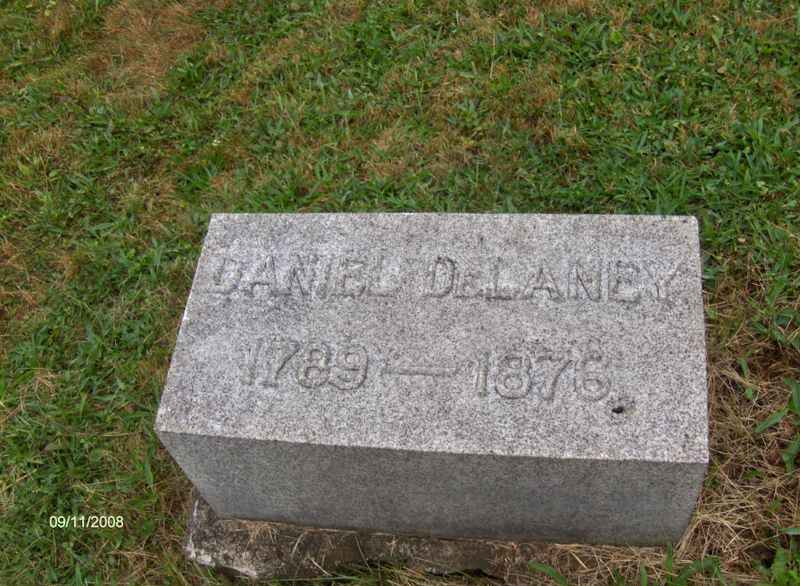 DANIEL DELANEY.
1789 — 1876.
09/11/2008